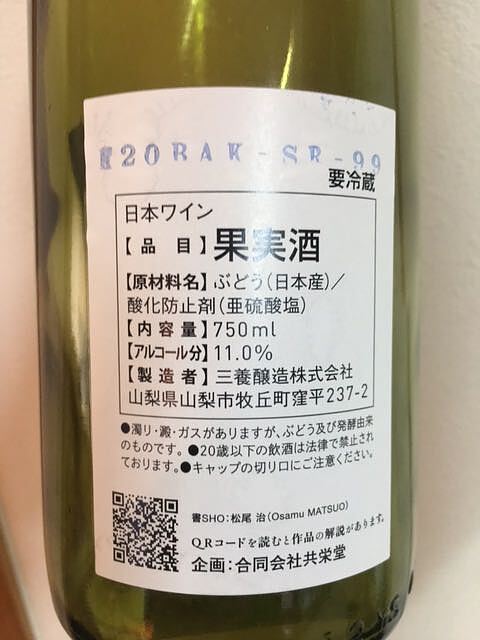 20BAK-SR-99
要冷蔵
日本ワイン
【品目】果実酒
【原材料名】ぶどう(日本産)/
酸化防止剤(亜硫酸塩)
【内容量】750ml
【アルコール分】11.0%
【製造者】三養醸造株式会社
山梨県山梨市牧丘町窪平237-2
●濁り・澱・ガスがありますが、ぶどう及び発酵由来
のものです。●20歳以下の飲酒は法律で禁止され
ております。●キャップの切り口にご注意ください。
書SHO:松尾 治(Osamu MATSUO)
QRコードを読むと作品の解説があります。
企画:合同会社共栄堂